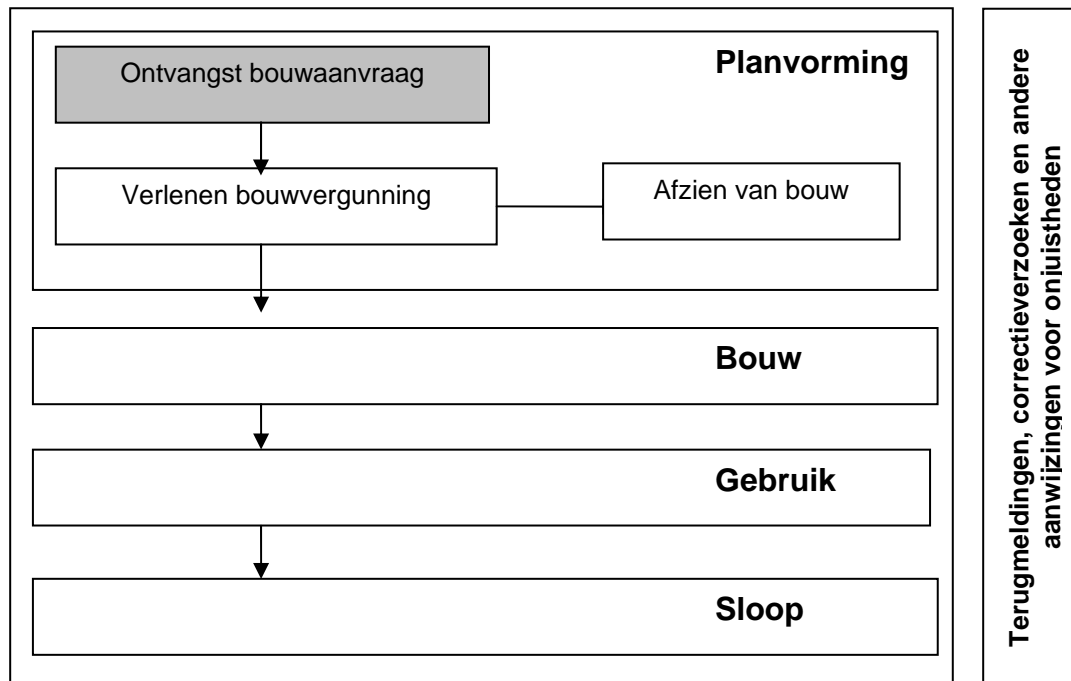 Planvorming
Ontvangst bouwaanvraag
Verlenen bouwvergunning
Afzien van bouw
Bouw
Gebruik
Sloop
Terugmeldingen, correctieverzoeken en andere
aanwijzingen voor onjuistheden